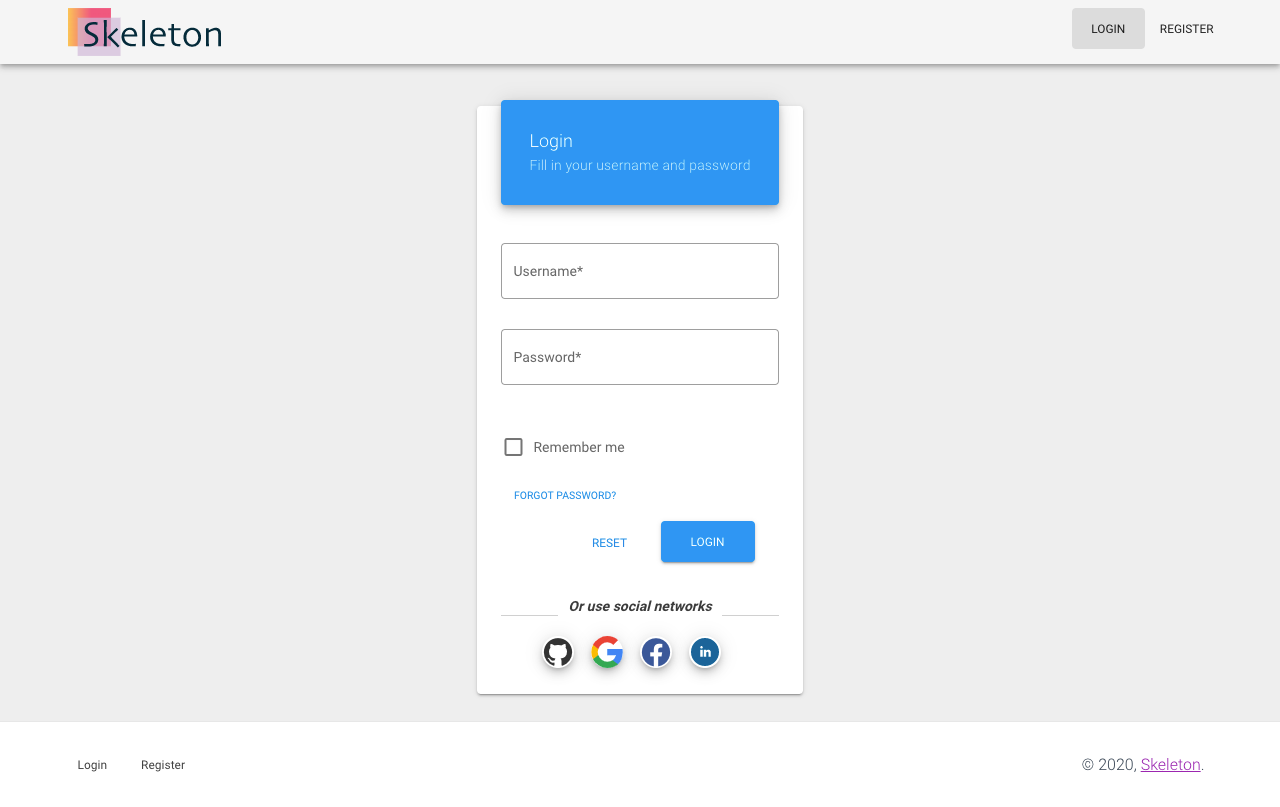 Skeleton
LOGIN
REGISTER
Login
Fill in your username and password
Username*
Password*
Remember me
FORGOT PASSWORD?
RESET
LOGIN
Or use social networks
in
Login
Register
© 2020, Skeleton.